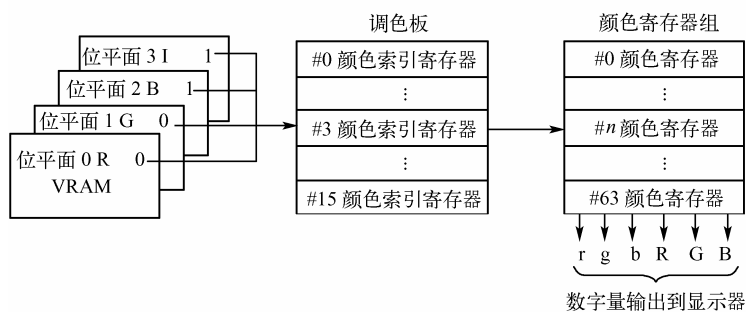 位平面 3 I 1
位平面 2 B 1
位平面 1 G 0
位平面 0 R 0
VRAM
调色板
#0 颜色索引寄存器
⋮
#3 颜色索引寄存器
⋮
#15 颜色索引寄存器
颜色寄存器组
#0 颜色寄存器
⋮
#n 颜色寄存器
⋮
#63 颜色寄存器
r g b R G B
数字量输出到显示器